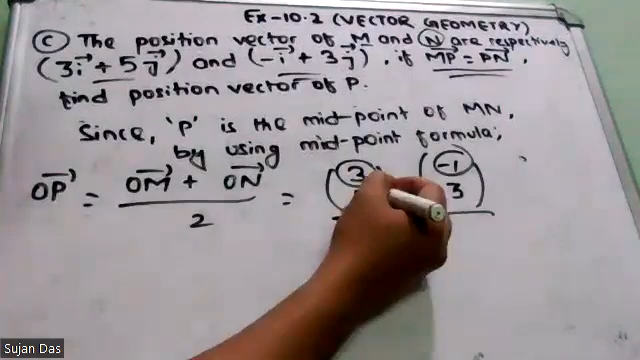 Ex-10.2 (VECTOR GEOMETRY)
(c) The position vector of M and (N) are respectively
(3i⃗ + 5j⃗) and (-i⃗ + 3j⃗), if MP⃗ = PN⃗,
find position vector of P.
Since, 'P' is the mid-point of MN,
by using mid-point formula;
OP⃗ = OM⃗ + ON⃗ / 2 = (3 (-1 3)
Sujan Das